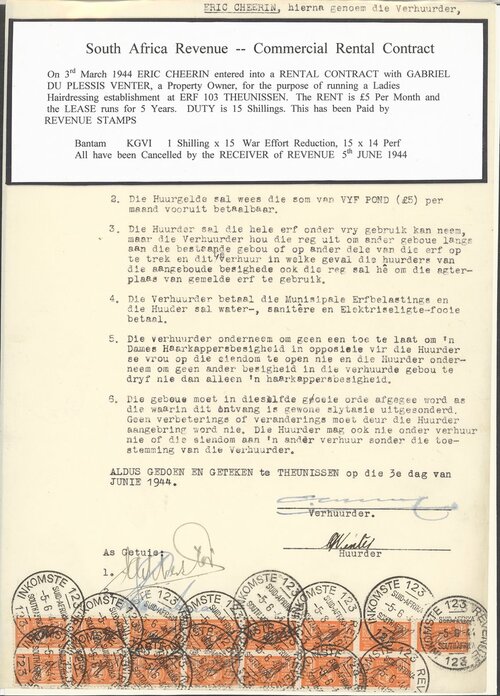 ERIC CHEERIN, hierna genoem die Verhuurder,
South Africa Revenue -- Commercial Rental Contract
On 3rd March 1944 ERIC CHEERIN entered into a RENTAL CONTRACT with GABRIEL
DU PLESSIS VENTER, a Property Owner, for the purpose of running a Ladies
Hairdressing establishment at ERF 103 THEUNISSEN. The RENT is £5 Per Month and
the LEASE runs for 5 Years. DUTY is 15 Shillings. This has been Paid by
REVENUE STAMPS
Bantam KGVI 1 Shilling x 15 War Effort Reduction, 15 x 14 Perf
All have been Cancelled by the RECEIVER of REVENUE 5th JUNE 1944
2. Die Huurgelde sal wees die som van VYF POND (£5) per
maand vooruit betaalbaar.
3. Die Huurder sal die hele erf onder vry gebruik kan neem,
maar die Verhuurder hou die reg uit om ander geboue langs
aan die bestaande gebou of op ander dele van die erf op
te trek en dit te verhuur in welke geval die huurders van
die aangeboude besighede ook die reg sal hê om die agter-
plaas van gemelde erf te gebruik.
4. Die Verhuurder betaal die Munisipale Erfbelastings en
die Huuder sal water-, sanitêre en Elektriseligte-fooie
betaal.
5. Die verhuurder onderneem om geen een toe te laat om 'n
Dames Haarkappersbesigheid in opposisie vir die Huurder
se vrou op die eiendom te open nie en die Huurder onder-
neem om geen ander besigheid in die verhuurde gebou te
dryf nie dan alleen 'n haarkappersbesigheid.
6. Die geboue moet in dieselfde goeie orde afgegee word as
die waarin dit ontvang is gewone slytasie uitgesonderd.
Geen verbeterings of veranderings moet deur die Huurder
aangebring word nie. Die Huurder mag ook nie onder verhuur
nie of die eiendom aan 'n ander verhuur sonder die toe-
stemming van die Verhuurder.
ALDUS GEDOEN EN GETEKEN te THEUNISSEN op die 3e dag van
JUNIE 1944.
Verhuurder.
As Getuie:
Venter
Huurder
1.
INKOMSTE 123
SUID-AFRIKA
-5-6
123